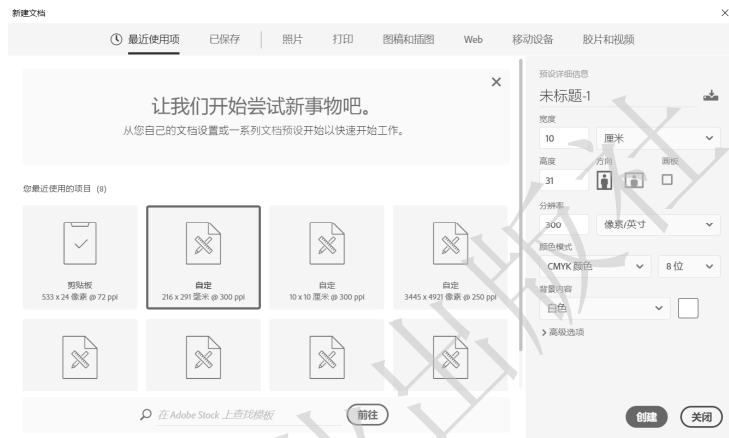 新建文档
最近使用项 已保存 照片 打印 图稿和插图 Web 移动设备 胶片和视频
让我们开始尝试新事物吧。
从您自己的文档设置或一系列文档预设开始以快速开始工作。
您最近使用的项目 (8)
剪贴板
533 x 24 像素 @ 72 ppi
自定
216 x 291 毫米 @ 300 ppi
自定
10 x 10 厘米 @ 300 ppi
自定
3445 x 4921 像素 @ 250 ppi
在 Adobe Stock 上查找模板
前往
预设详细信息
未标题-1
宽度
10 厘米
高度 方向 画板
31
分辨率
300 像素/英寸
颜色模式
CMYK 颜色 8 位
背景内容
白色
高级选项
创建 关闭
出版社